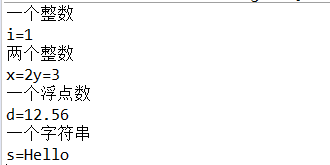 一个整数
i=1
两个整数
x=2y=3
一个浮点数
d=12.56
一个字符串
s=Hello